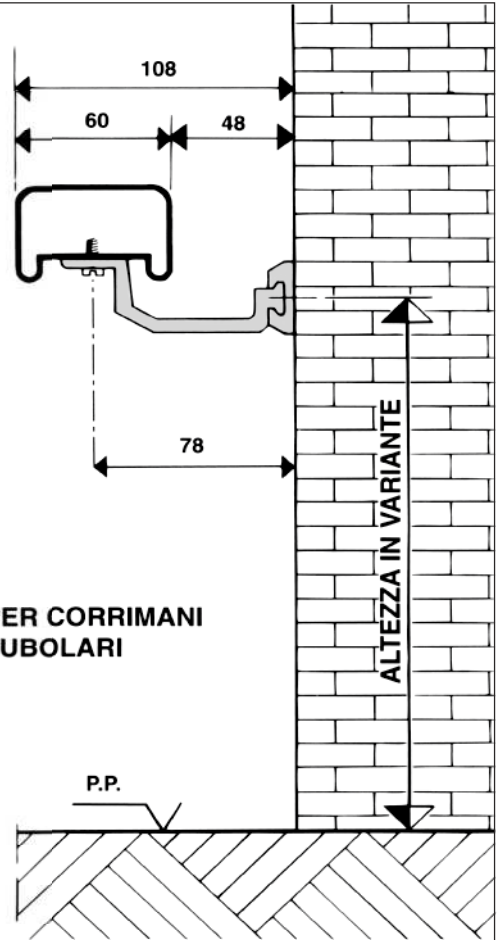 108
60
48
78
ALTEZZA IN VARIANTE
ER CORRIMANI
UBOLARI
P.P.